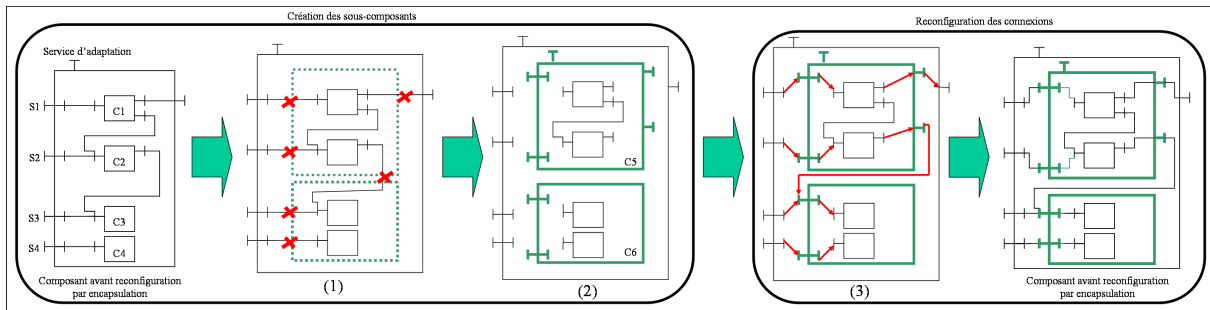 Création des sous-composants
Reconfiguration des connexions
Service d'adaptation
S1
C1
S2
C2
S3
C3
S4
C4
Composant avant reconfiguration
par encapsulation
(1)
C5
C6
(2)
(3)
Composant avant reconfiguration
par encapsulation